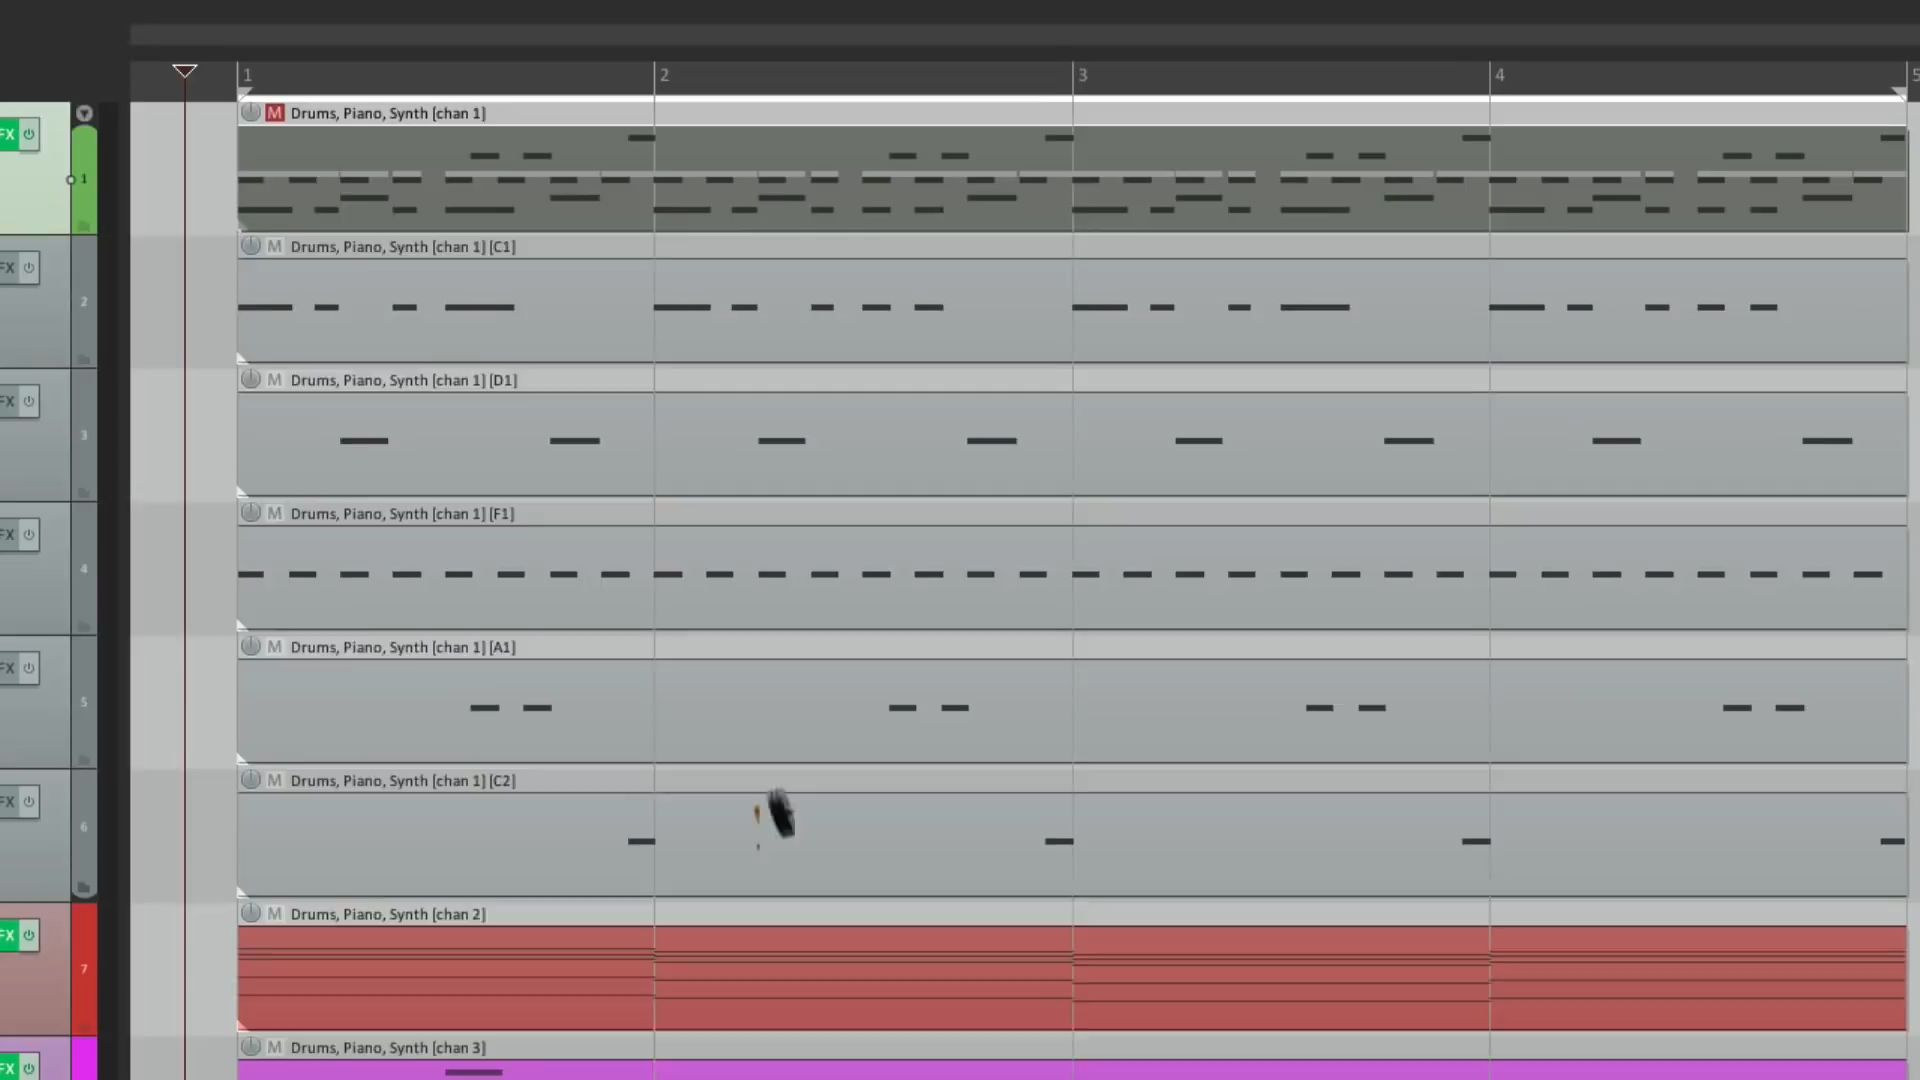 1 2 3 4 5
M Drums, Piano, Synth [chan 1]
FX
1
M Drums, Piano, Synth [chan 1] [C1]
FX
2
M Drums, Piano, Synth [chan 1] [D1]
FX
3
M Drums, Piano, Synth [chan 1] [F1]
FX
4
M Drums, Piano, Synth [chan 1] [A1]
FX
5
M Drums, Piano, Synth [chan 1] [C2]
FX
6
M Drums, Piano, Synth [chan 2]
FX
7
M Drums, Piano, Synth [chan 3]
FX